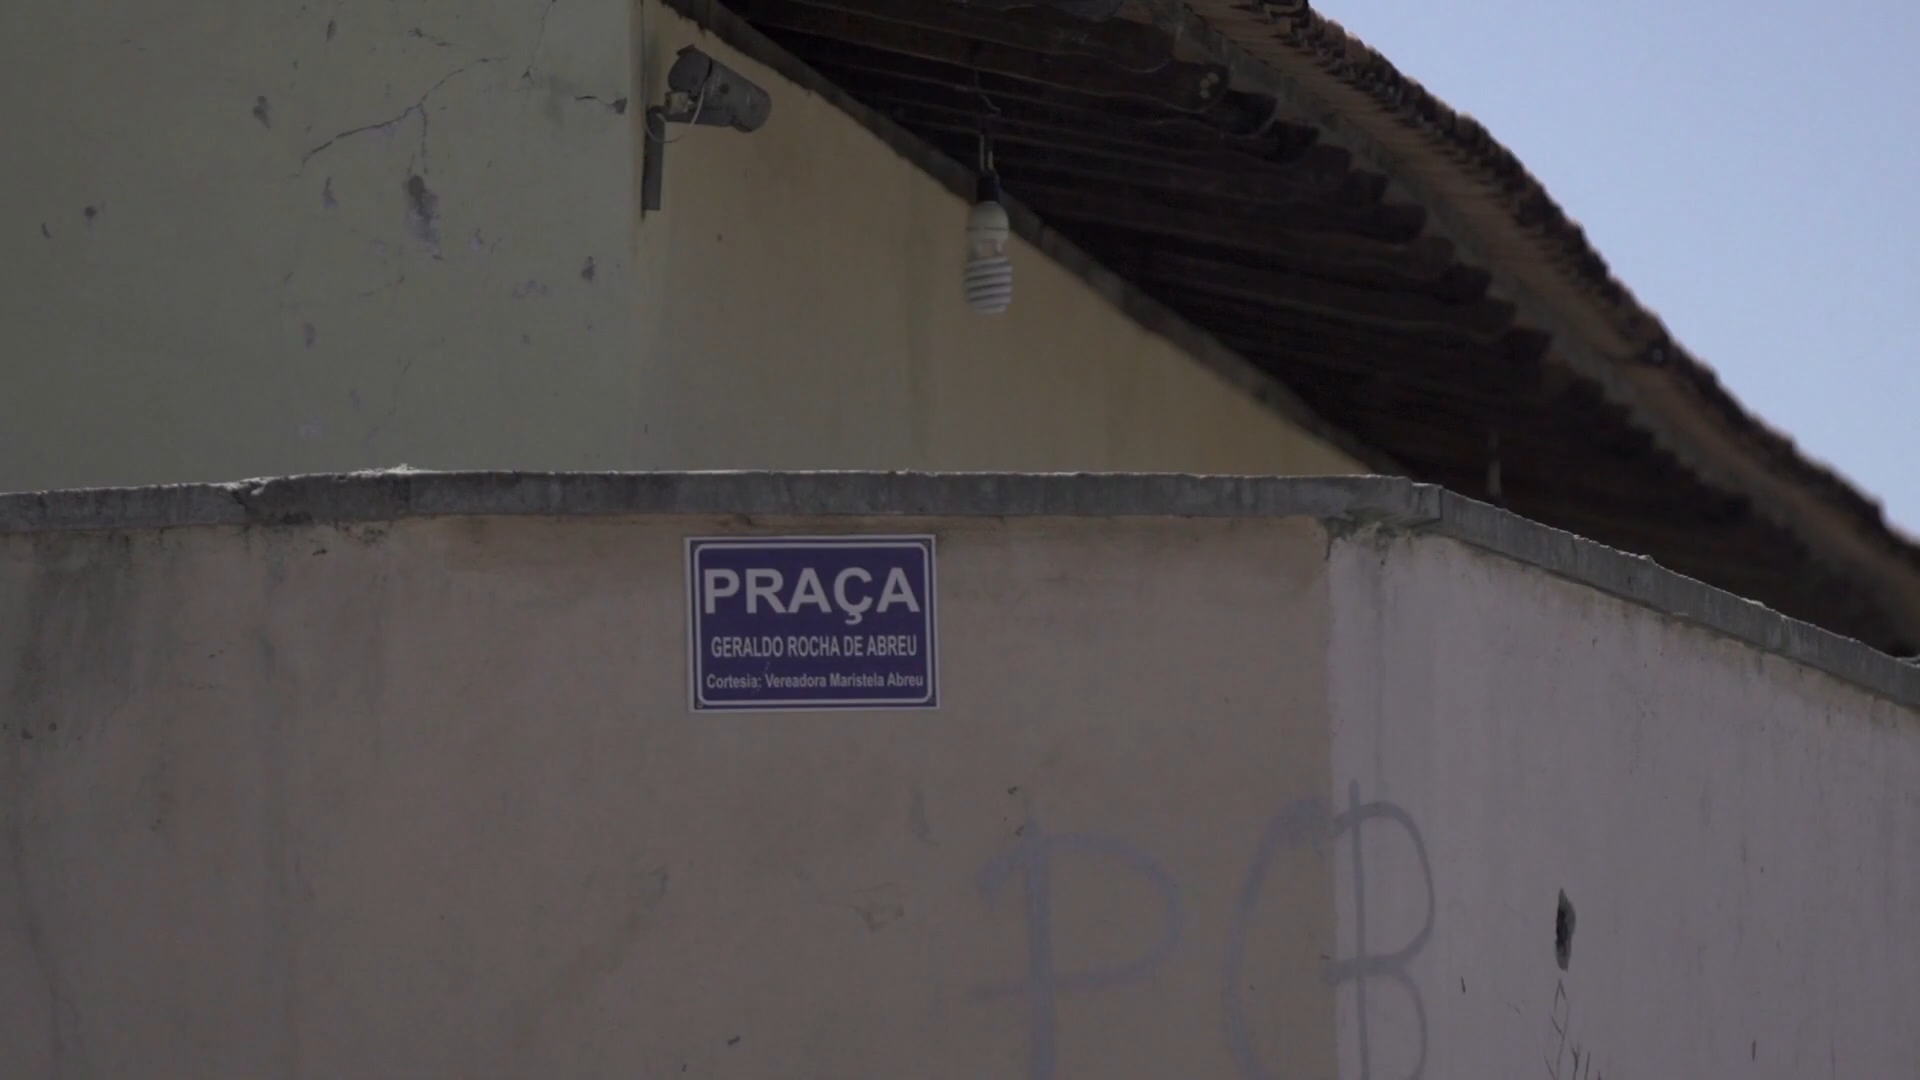 PRAÇA
GERALDO ROCHA DE ABREU
Cortesia: Vereadora Maristela Abreu
PCB